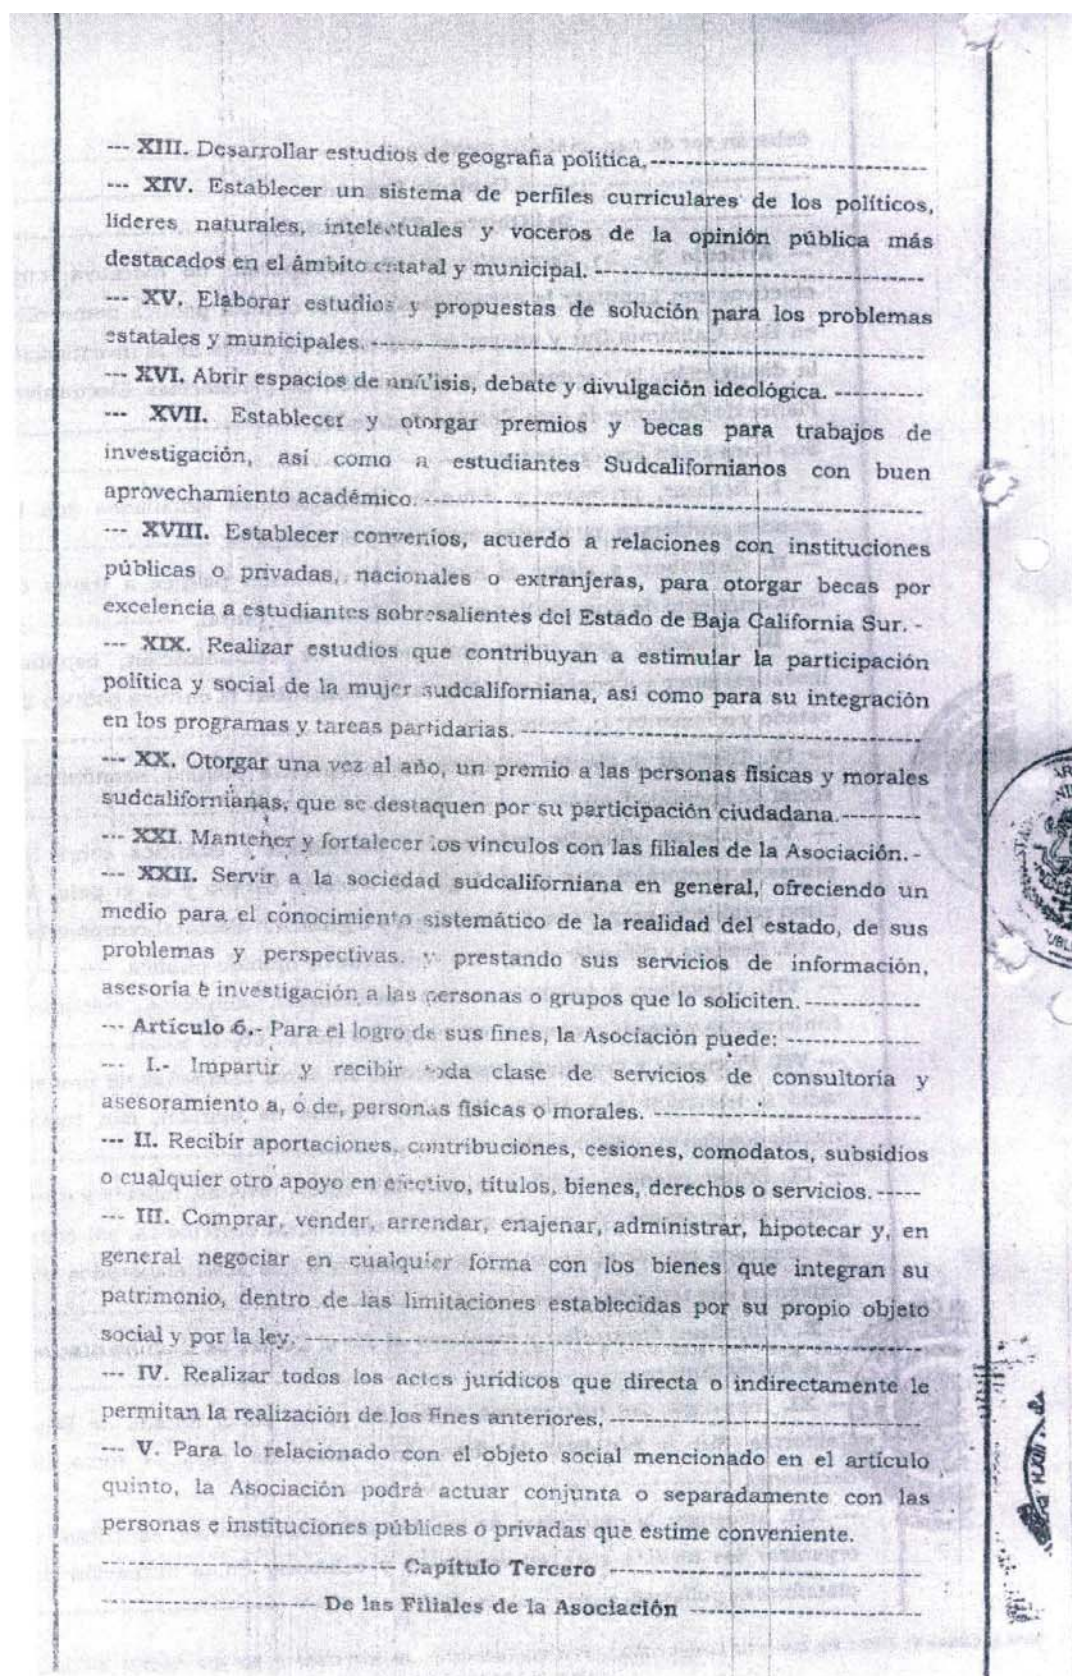 --- XIII. Desarrollar estudios de geografía política.------------------------------
--- XIV. Establecer un sistema de perfiles curriculares de los políticos,
líderes naturales, intelectuales y voceros de la opinión pública más
destacados en el ámbito estatal y municipal. ------------------------------------
--- XV. Elaborar estudios y propuestas de solución para los problemas
estatales y municipales. ------------------------------------------------------------
--- XVI. Abrir espacios de análisis, debate y divulgación ideológica. ----------
--- XVII. Establecer y otorgar premios y becas para trabajos de
investigación, así como a estudiantes Sudcalifornianos con buen
aprovechamiento académico. -------------------------------------------------------
--- XVIII. Establecer convenios, acuerdo a relaciones con instituciones
públicas o privadas, nacionales o extranjeras, para otorgar becas por
excelencia a estudiantes sobresalientes del Estado de Baja California Sur. -
--- XIX. Realizar estudios que contribuyan a estimular la participación
política y social de la mujer sudcaliforniana, así como para su integración
en los programas y tareas partidarias. --------------------------------------------
--- XX. Otorgar una vez al año, un premio a las personas físicas y morales
sudcalifornianas, que se destaquen por su participación ciudadana.---------
--- XXI. Mantener y fortalecer los vínculos con las filiales de la Asociación. -
--- XXII. Servir a la sociedad sudcaliforniana en general, ofreciendo un
medio para el conocimiento sistemático de la realidad del estado, de sus
problemas y perspectivas. y prestando sus servicios de información,
asesoría e investigación a las personas o grupos que lo soliciten. -------------
--- Artículo 6.- Para el logro de sus fines, la Asociación puede: ---------------
--- I.- Impartir y recibir toda clase de servicios de consultoría y
asesoramiento a, ó de, personas físicas o morales. ------------------------------
--- II. Recibir aportaciones, contribuciones, cesiones, comodatos, subsidios
o cualquier otro apoyo en efectivo, títulos, bienes, derechos o servicios. -----
--- III. Comprar, vender, arrendar, enajenar, administrar, hipotecar y, en
general negociar en cualquier forma con los bienes que integran su
patrimonio, dentro de las limitaciones establecidas por su propio objeto
social y por la ley. --------------------------------------------------------------------
--- IV. Realizar todos los actos jurídicos que directa o indirectamente le
permitan la realización de los fines anteriores. -----------------------------------
--- V. Para lo relacionado con el objeto social mencionado en el artículo
quinto, la Asociación podrá actuar conjunta o separadamente con las
personas e instituciones públicas o privadas que estime conveniente.
--------------------------------- Capítulo Tercero -----------------------------------
------------------------ De las Filiales de la Asociación --------------------------